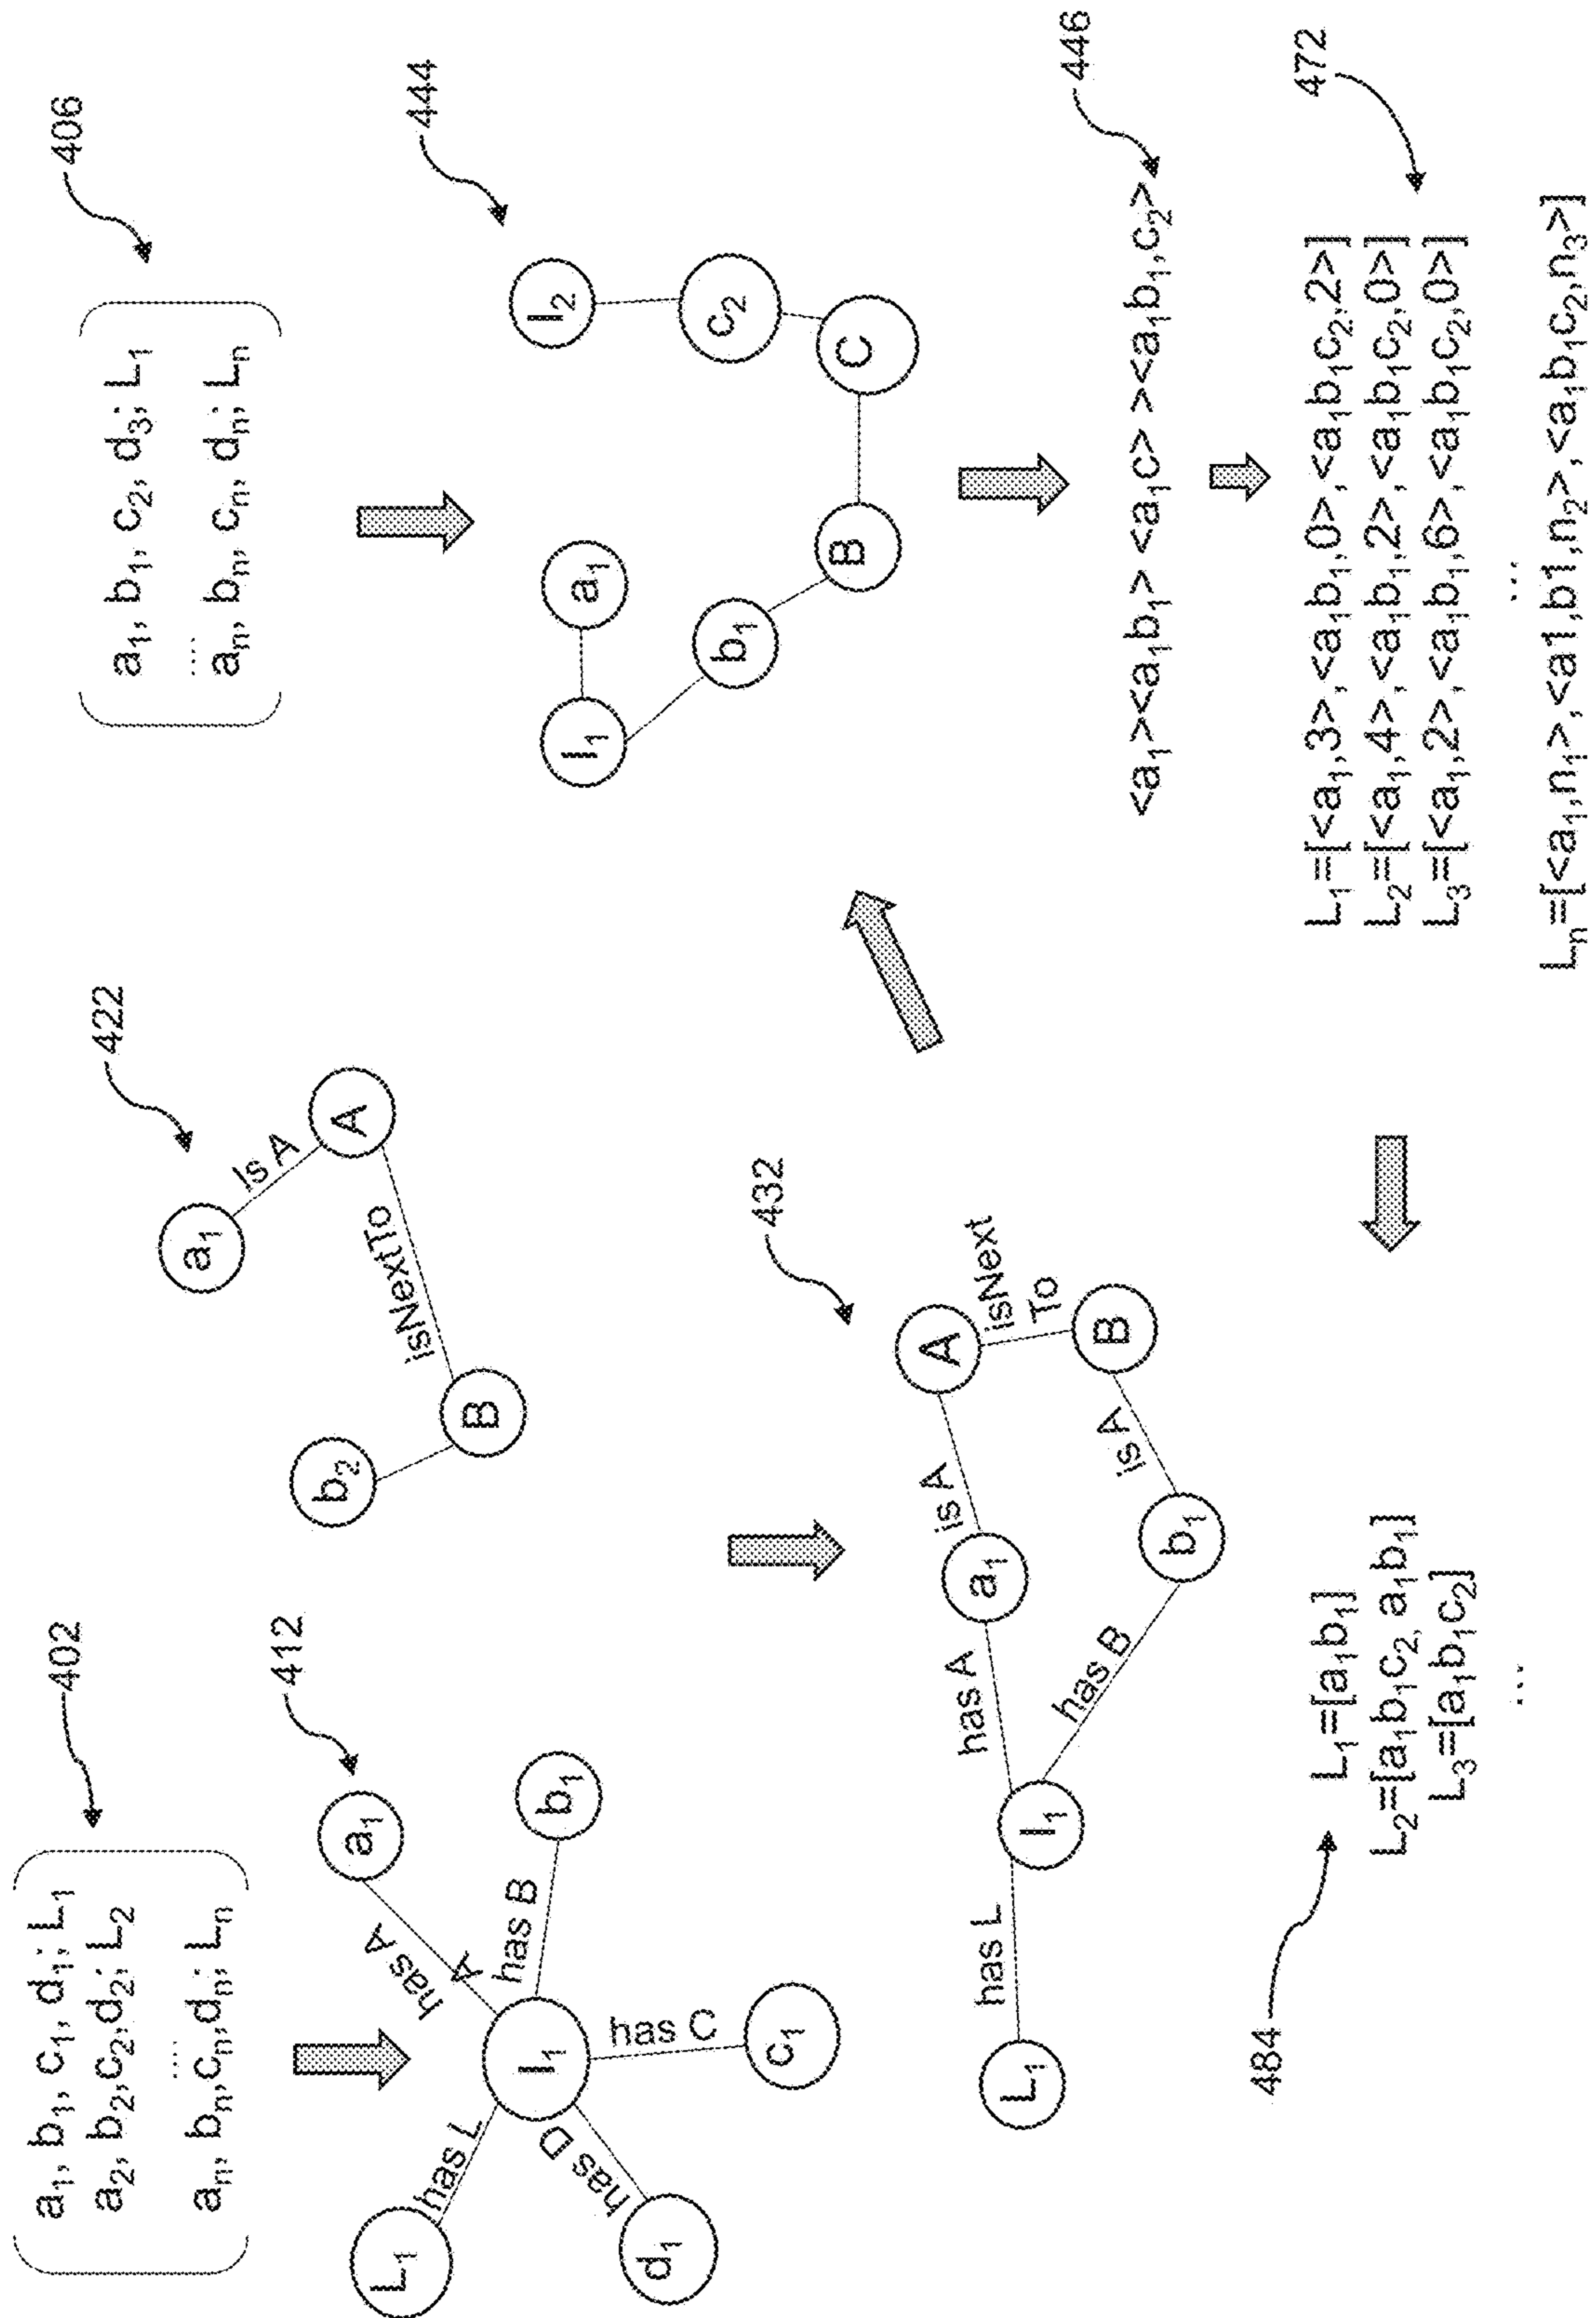 402
a₁, b₁, c₁, d₁; L₁
a₂, b₂,c₂,d₂; L₂
....
aₙ, bₙ,cₙ,dₙ; Lₙ
412
L₁
has L
a₁
has A
A
I₁
has B
b₁
has D
d₁
has C
c₁
422
a₁
Is A
A
isNextTo
b₂
B
406
a₁, b₁, c₂, d₃; L₁
....
aₙ, bₙ, cₙ, dₙ; Lₙ
432
L₁
has L
I₁
has A
a₁
is A
A
isNext
To
has B
b₁
is A
B
444
I₁
a₁
b₁
B
C
c₂
I₂
446
<a₁><a₁b₁> <a₁c> ><a₁b₁,c₂>
472
L₁=[<a₁,3>,<a₁b₁,0>,<a₁b₁c₂,2>]
L₂=[<a₁,4>,<a₁b₁,2>,<a₁b₁c₂,0>]
L₃=[<a₁,2>,<a₁b₁,6>,<a₁b₁c₂,0>]
...
Lₙ=[<a₁,n₁>,<a1,b1,n₂>,<a₁b₁c₂,n₃>]
484
L₁=[a₁b₁]
L₂=[a₁b₁c₂, a₁b₁]
L₃=[a₁b₁c₂]
...